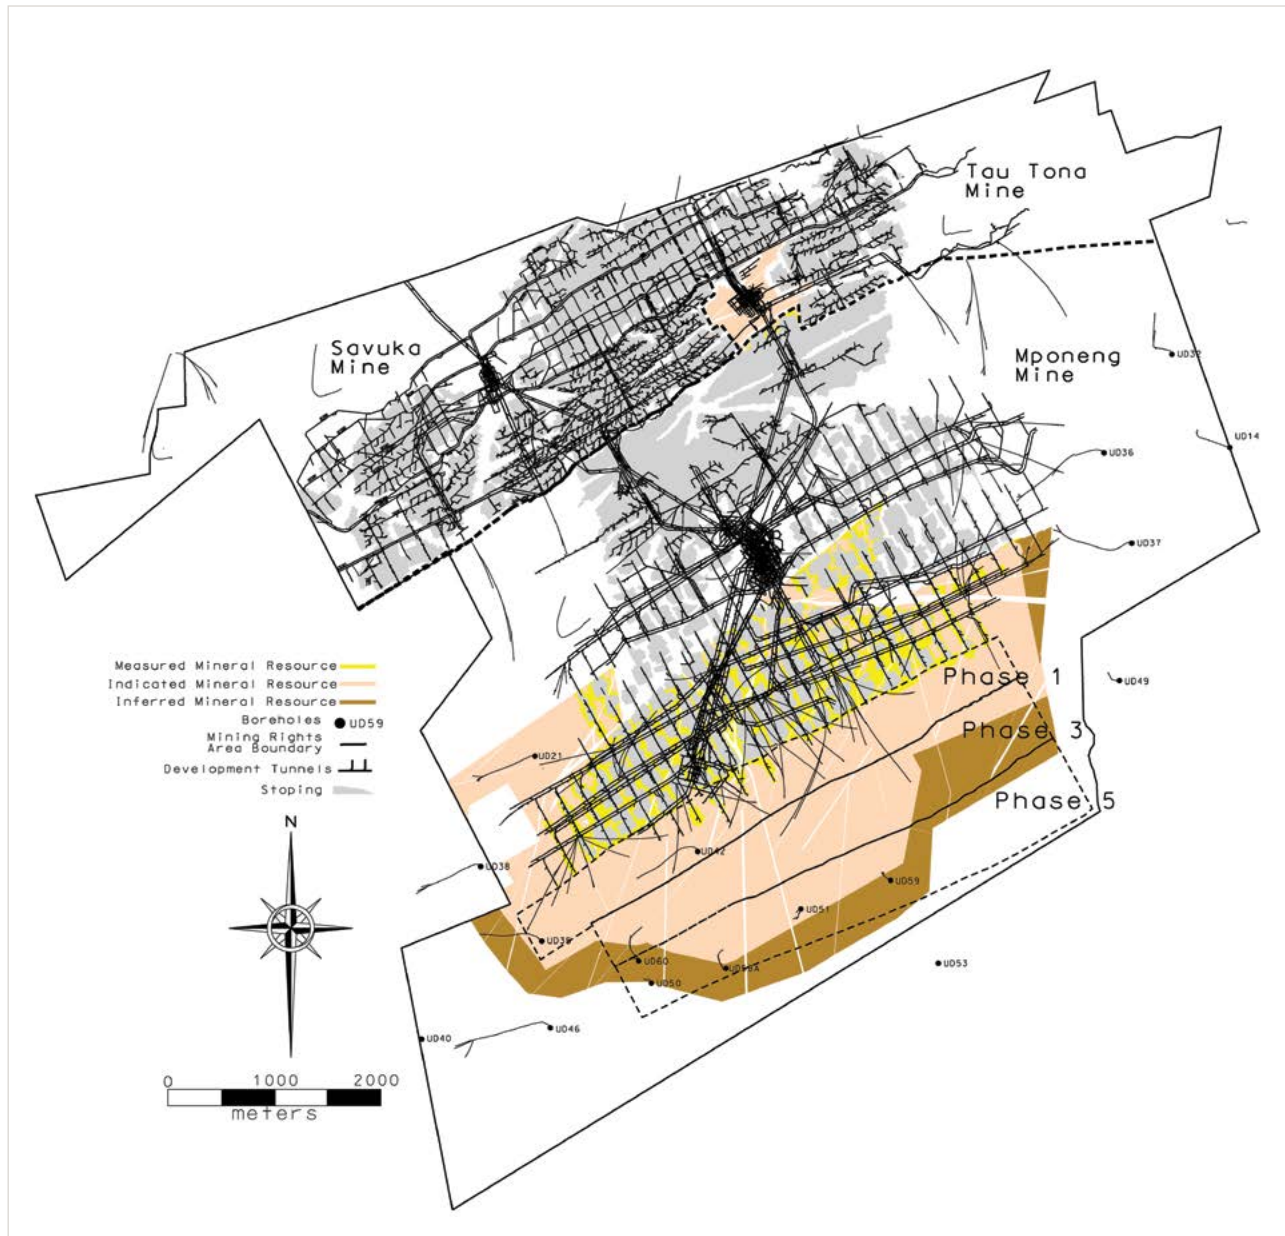 Tau Tona
Mine
Savuka
Mine
Mponeng
Mine
UD32
UD14
UD36
UD37
Measured Mineral Resource
Indicated Mineral Resource
Inferred Mineral Resource
Boreholes UD59
Mining Rights
Area Boundary
Development Tunnels
Stoping
UD49
Phase 1
Phase 3
UD21
Phase 5
N
UD42
UD38
UD59
UD51
UD60
UD53
UD50
UD46
UD40
0 1000 2000
meters